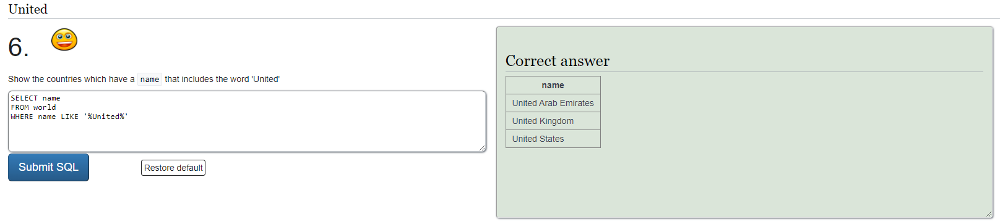 United
6.
Show the countries which have a name that includes the word 'United'
SELECT name
FROM world
WHERE name LIKE '%United%'
Submit SQL
Restore default
Correct answer
name
United Arab Emirates
United Kingdom
United States